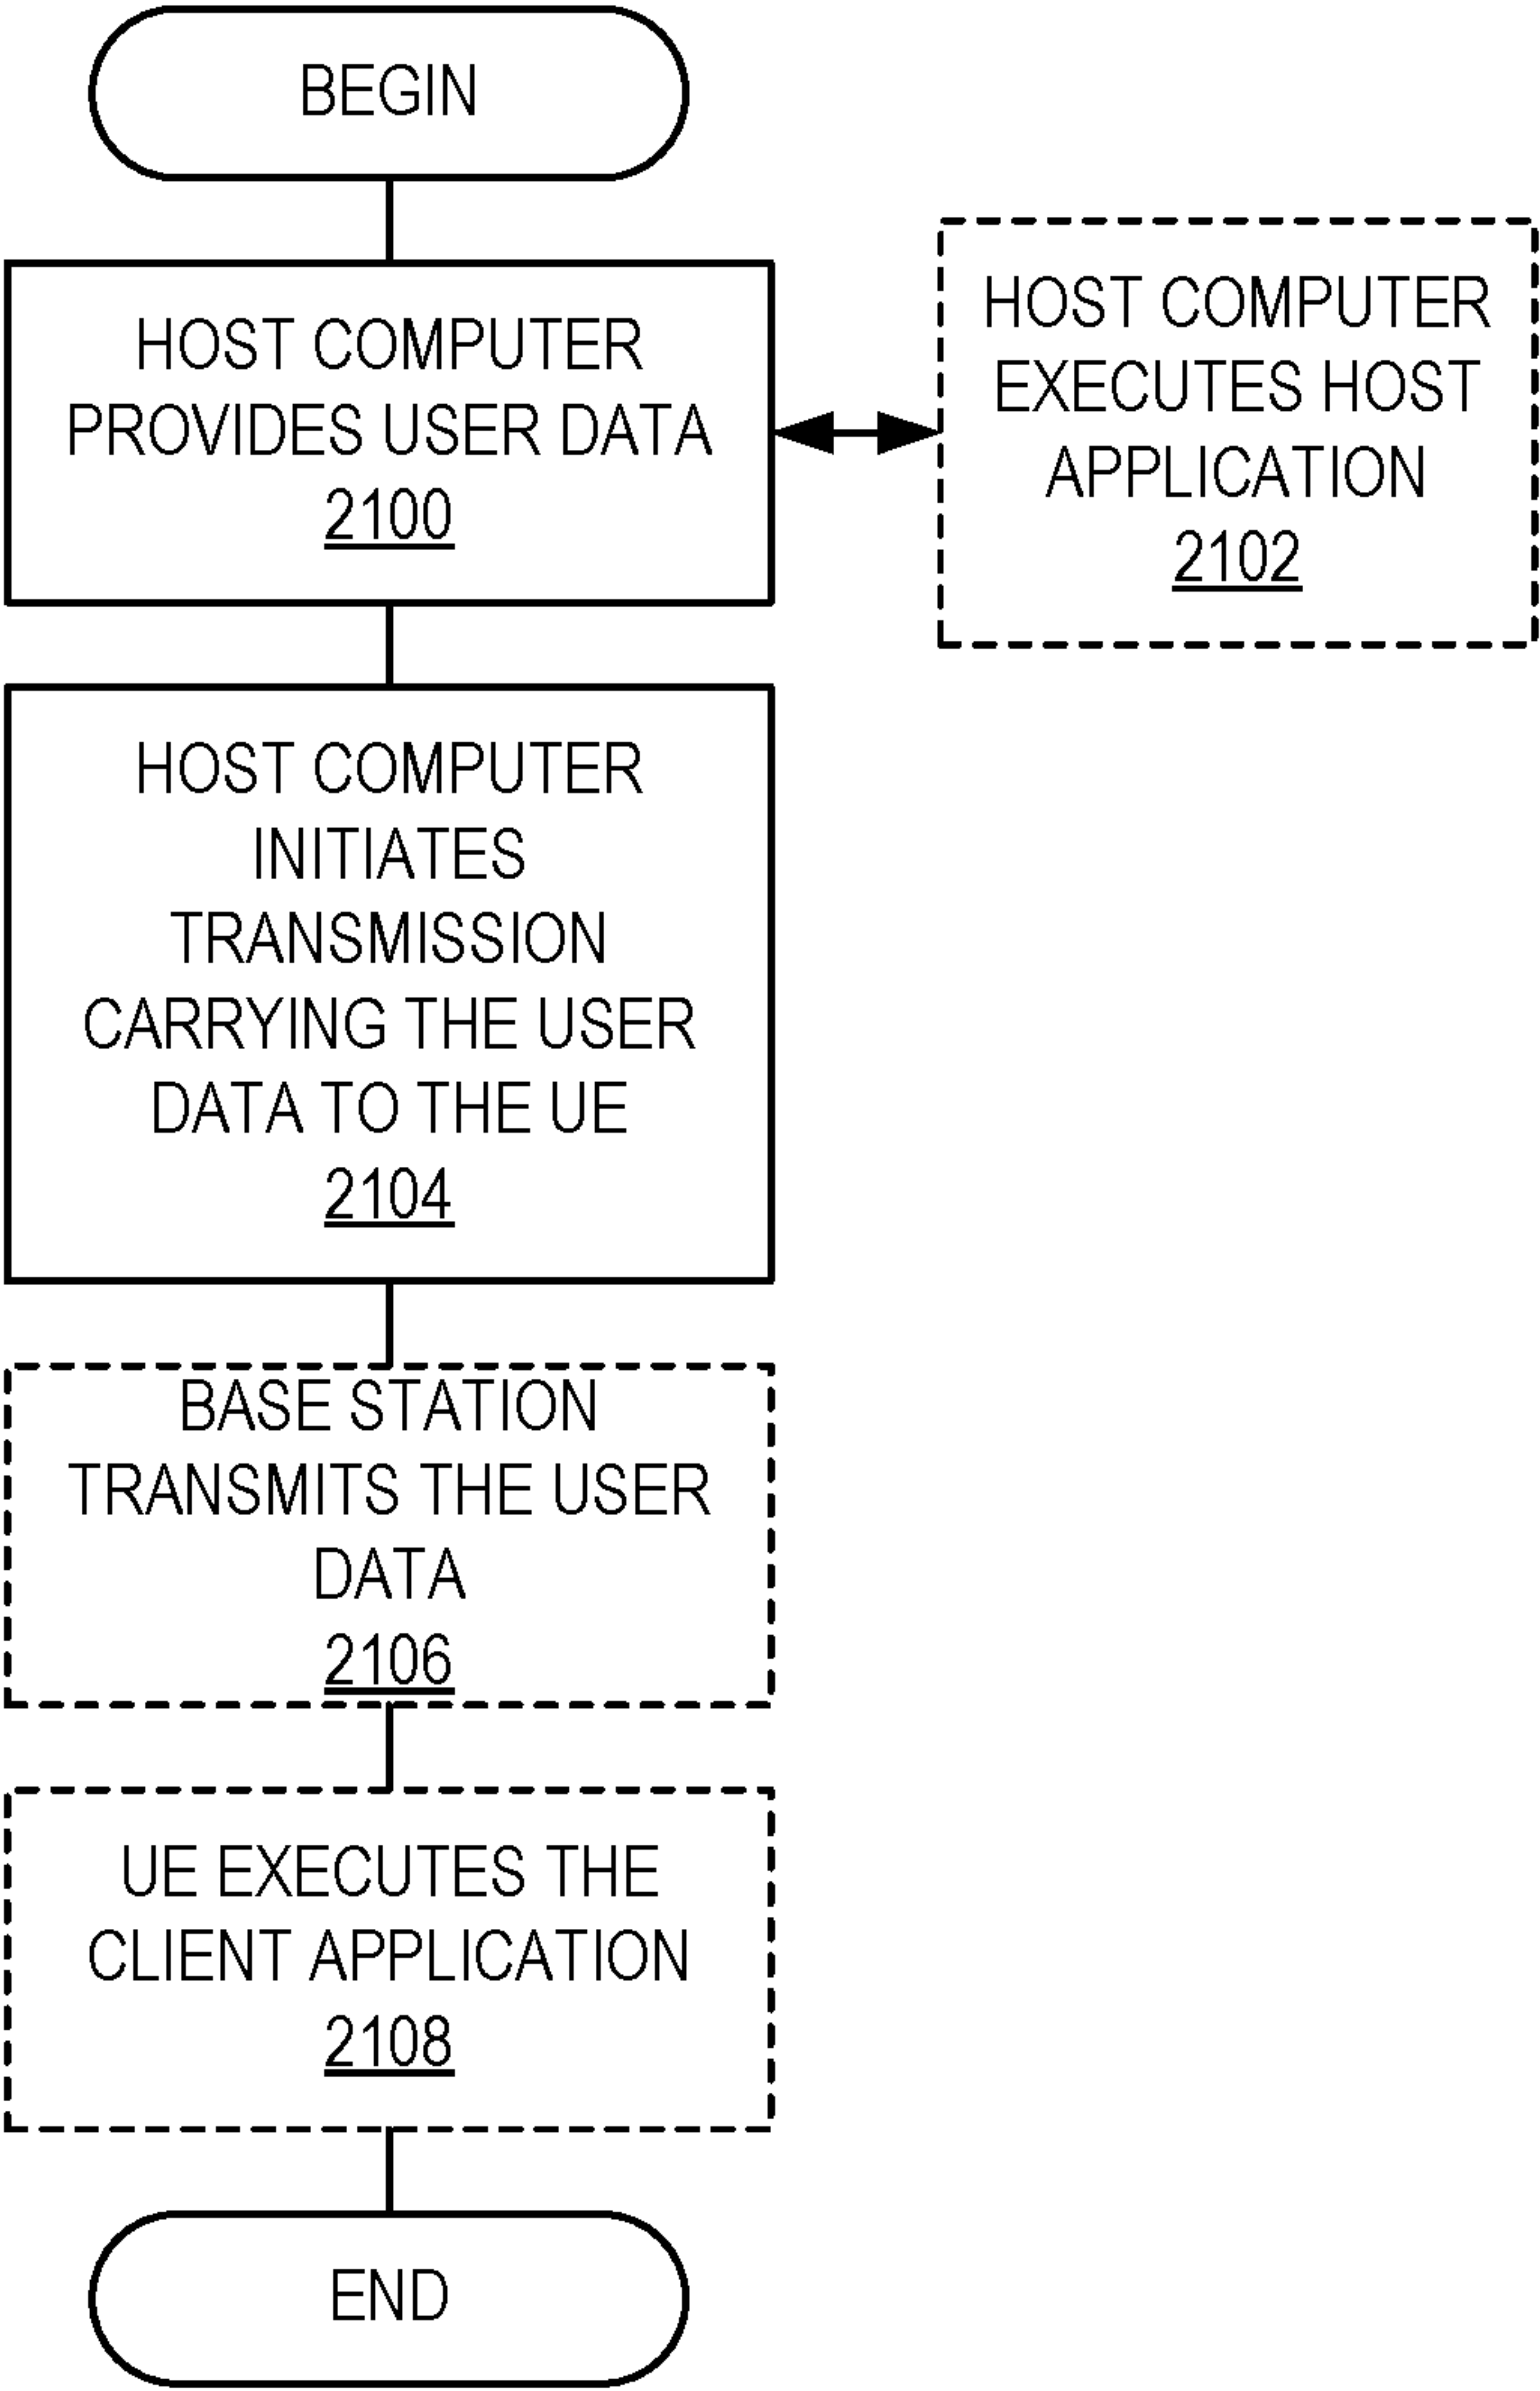 BEGIN
HOST COMPUTER
PROVIDES USER DATA
2100
HOST COMPUTER
EXECUTES HOST
APPLICATION
2102
HOST COMPUTER
INITIATES
TRANSMISSION
CARRYING THE USER
DATA TO THE UE
2104
BASE STATION
TRANSMITS THE USER
DATA
2106
UE EXECUTES THE
CLIENT APPLICATION
2108
END